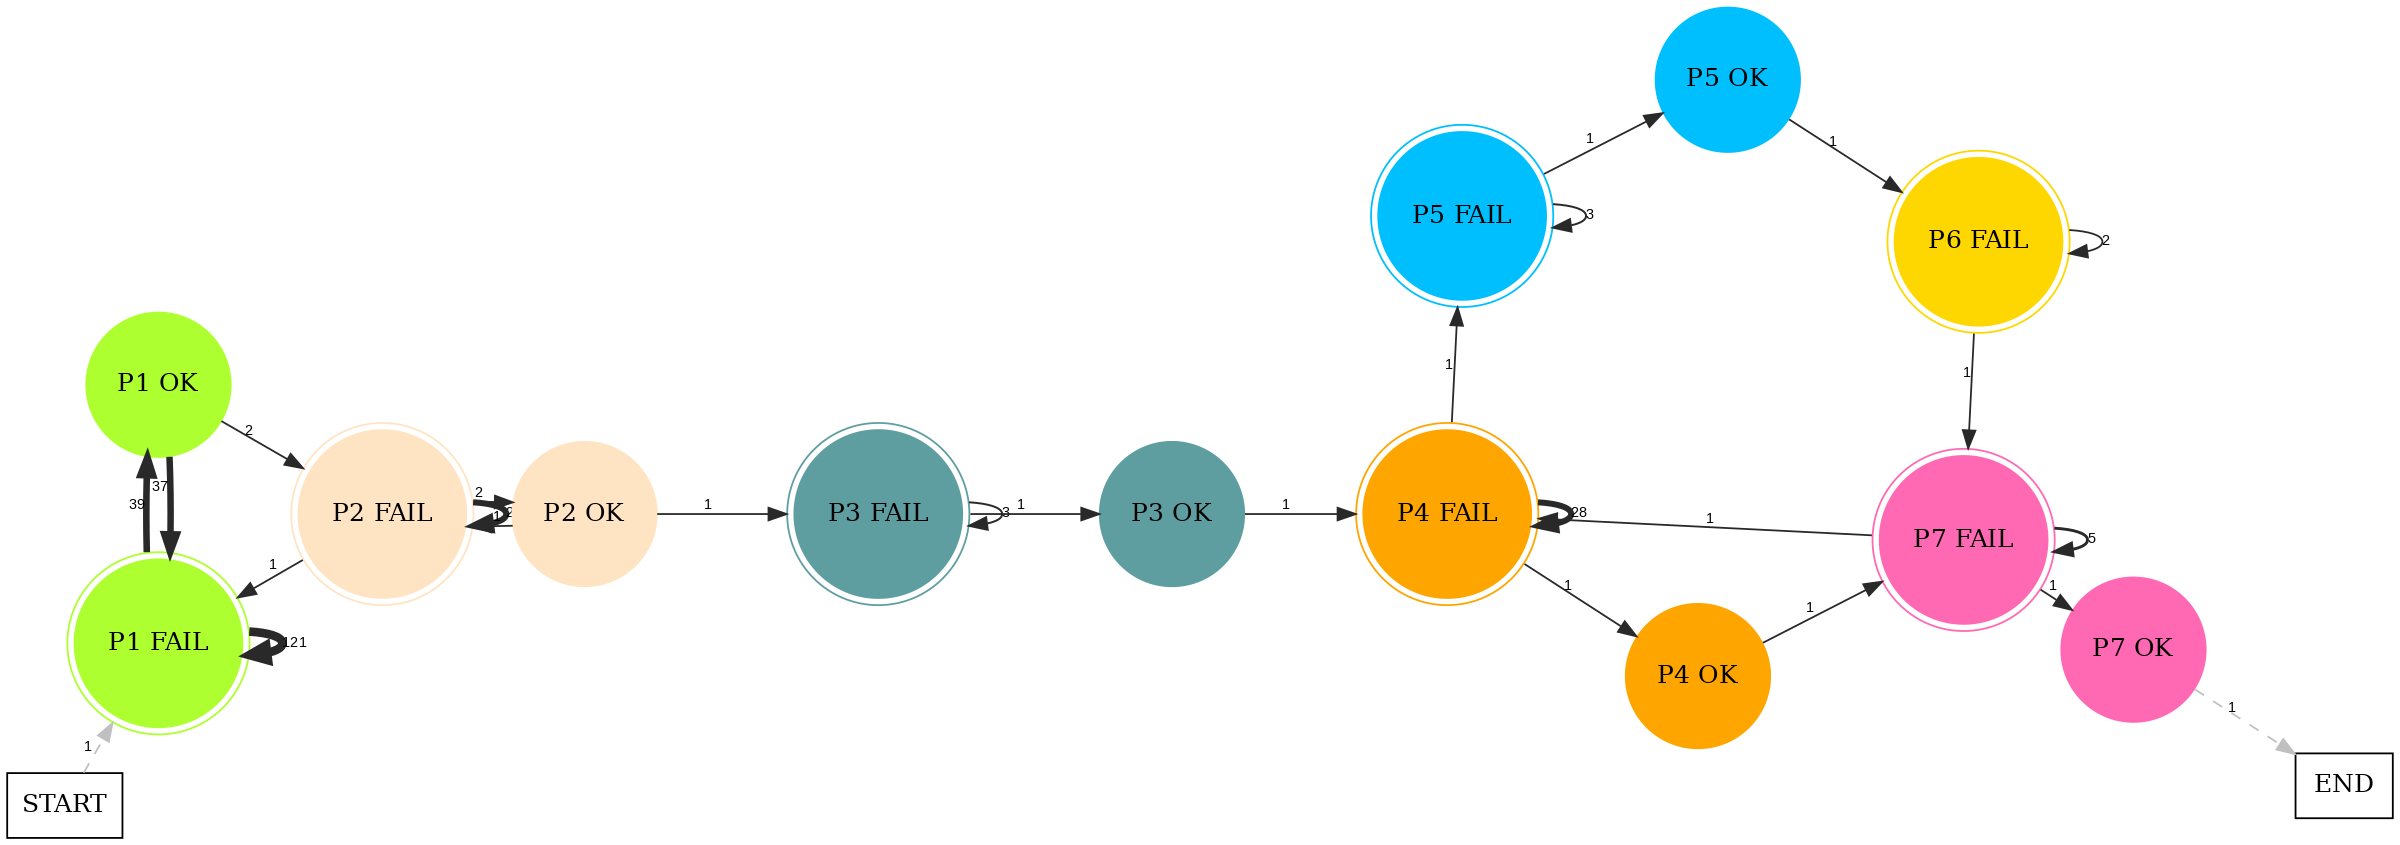 P5 OK
1
1
P5 FAIL
3
P6 FAIL
2
1
1
P1 OK
2
37
39
P2 FAIL
2
1
P2 OK
1
P3 FAIL
3
1
P3 OK
1
P4 FAIL
28
1
P7 FAIL
5
1
1
1
1
P1 FAIL
121
P4 OK
P7 OK
1
1
START
END